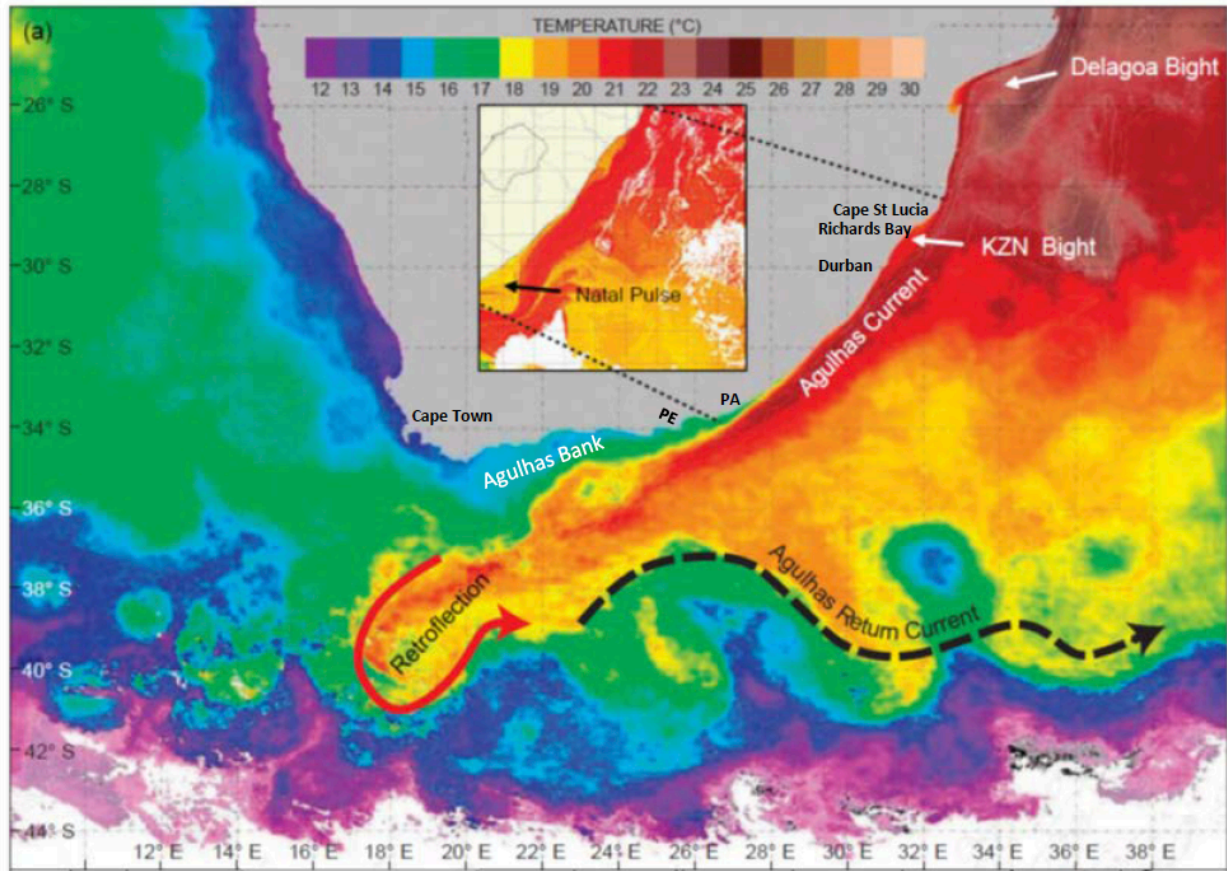 (a)
TEMPERATURE (°C)
12 13 14 15 16 17 18 19 20 21 22 23 24 25 26 27 28 29 30
Delagoa Bight
26° S
28° S
Cape St Lucia
Richards Bay
KZN Bight
Durban
30° S
Natal Pulse
Agulhas Current
32° S
PA
PE
Cape Town
34° S
Agulhas Bank
36° S
Agulhas Return Current
38° S
Retroflection
40° S
42° S
44° S
12° E 14° E 16° E 18° E 20° E 22° E 24° E 26° E 28° E 30° E 32° E 34° E 36° E 38° E